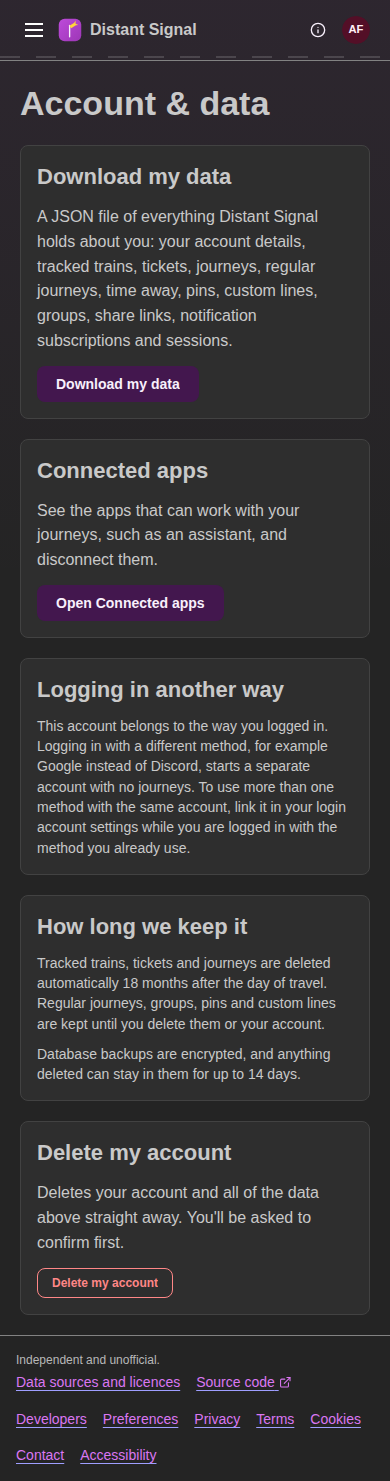 Distant Signal
AF
Account & data
Download my data
A JSON file of everything Distant Signal
holds about you: your account details,
tracked trains, tickets, journeys, regular
journeys, time away, pins, custom lines,
groups, share links, notification
subscriptions and sessions.
Download my data
Connected apps
See the apps that can work with your
journeys, such as an assistant, and
disconnect them.
Open Connected apps
Logging in another way
This account belongs to the way you logged in.
Logging in with a different method, for example
Google instead of Discord, starts a separate
account with no journeys. To use more than one
method with the same account, link it in your login
account settings while you are logged in with the
method you already use.
How long we keep it
Tracked trains, tickets and journeys are deleted
automatically 18 months after the day of travel.
Regular journeys, groups, pins and custom lines
are kept until you delete them or your account.
Database backups are encrypted, and anything
deleted can stay in them for up to 14 days.
Delete my account
Deletes your account and all of the data
above straight away. You'll be asked to
confirm first.
Delete my account
Independent and unofficial.
Data sources and licences Source code
Developers Preferences Privacy Terms Cookies
Contact Accessibility